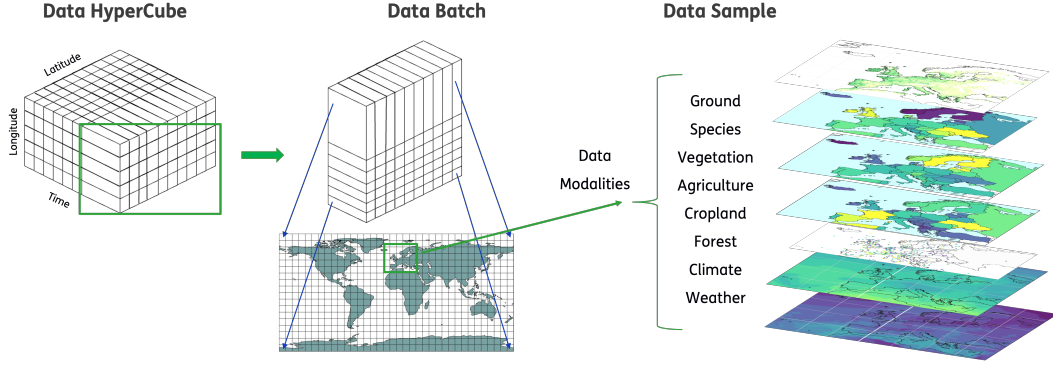 Data HyperCube
Data Batch
Data Sample
Latitude
Longitude
Time
Data
Modalities
Ground
Species
Vegetation
Agriculture
Cropland
Forest
Climate
Weather